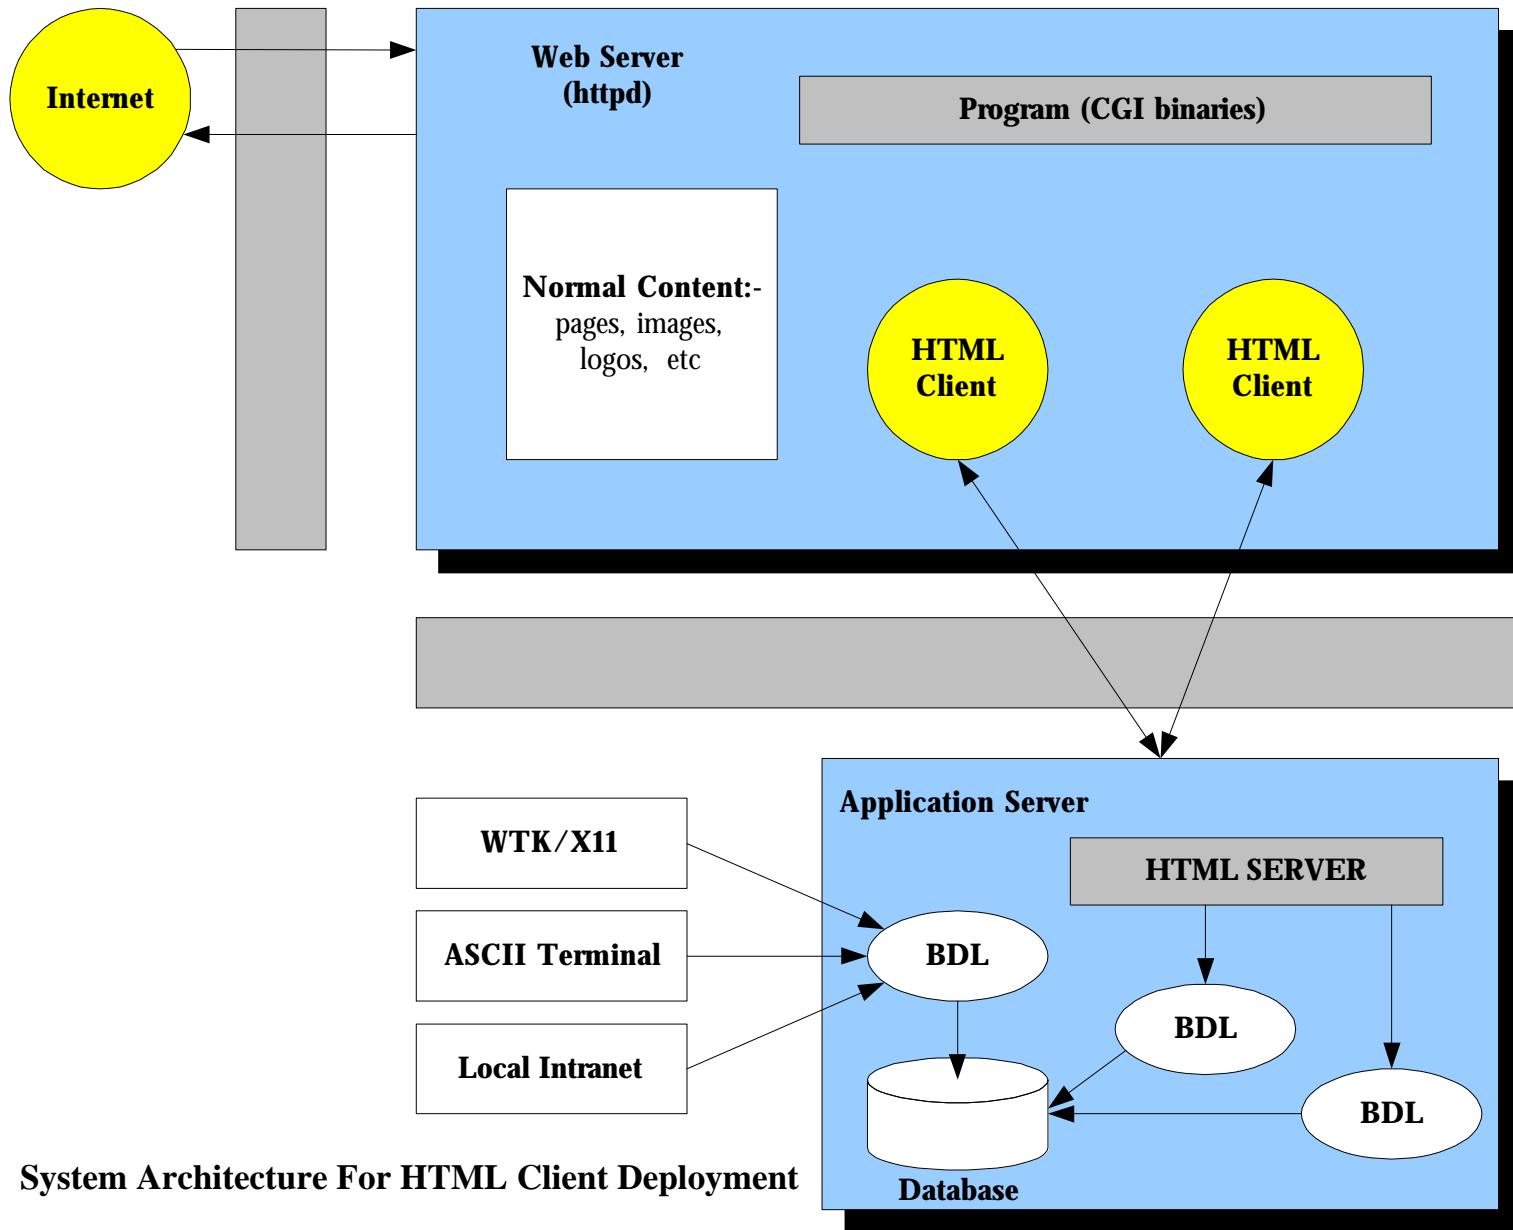 Internet
Web Server
(httpd)
Program (CGI binaries)
Normal Content:-
pages, images,
logos, etc
HTML
Client
HTML
Client
Application Server
WTK/X11
HTML SERVER
ASCII Terminal
BDL
BDL
Local Intranet
BDL
System Architecture For HTML Client Deployment
Database